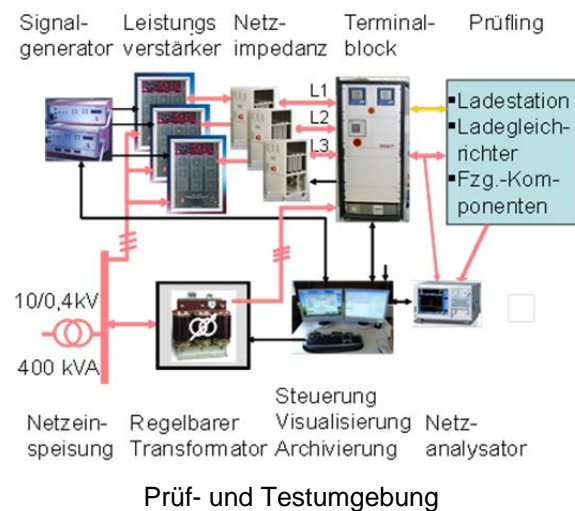 Signal-
generator
Leistungs
verstärker
Netz-
impedanz
Terminal-
block
Prüfling
L1
L2
L3
▪Ladestation
▪Ladegleich-
richter
▪Fzg.-Kom-
ponenten
10/0,4kV
400 kVA
Netzein-
speisung
Regelbarer
Transformator
Steuerung
Visualisierung
Archivierung
Netz-
analysator
Prüf- und Testumgebung